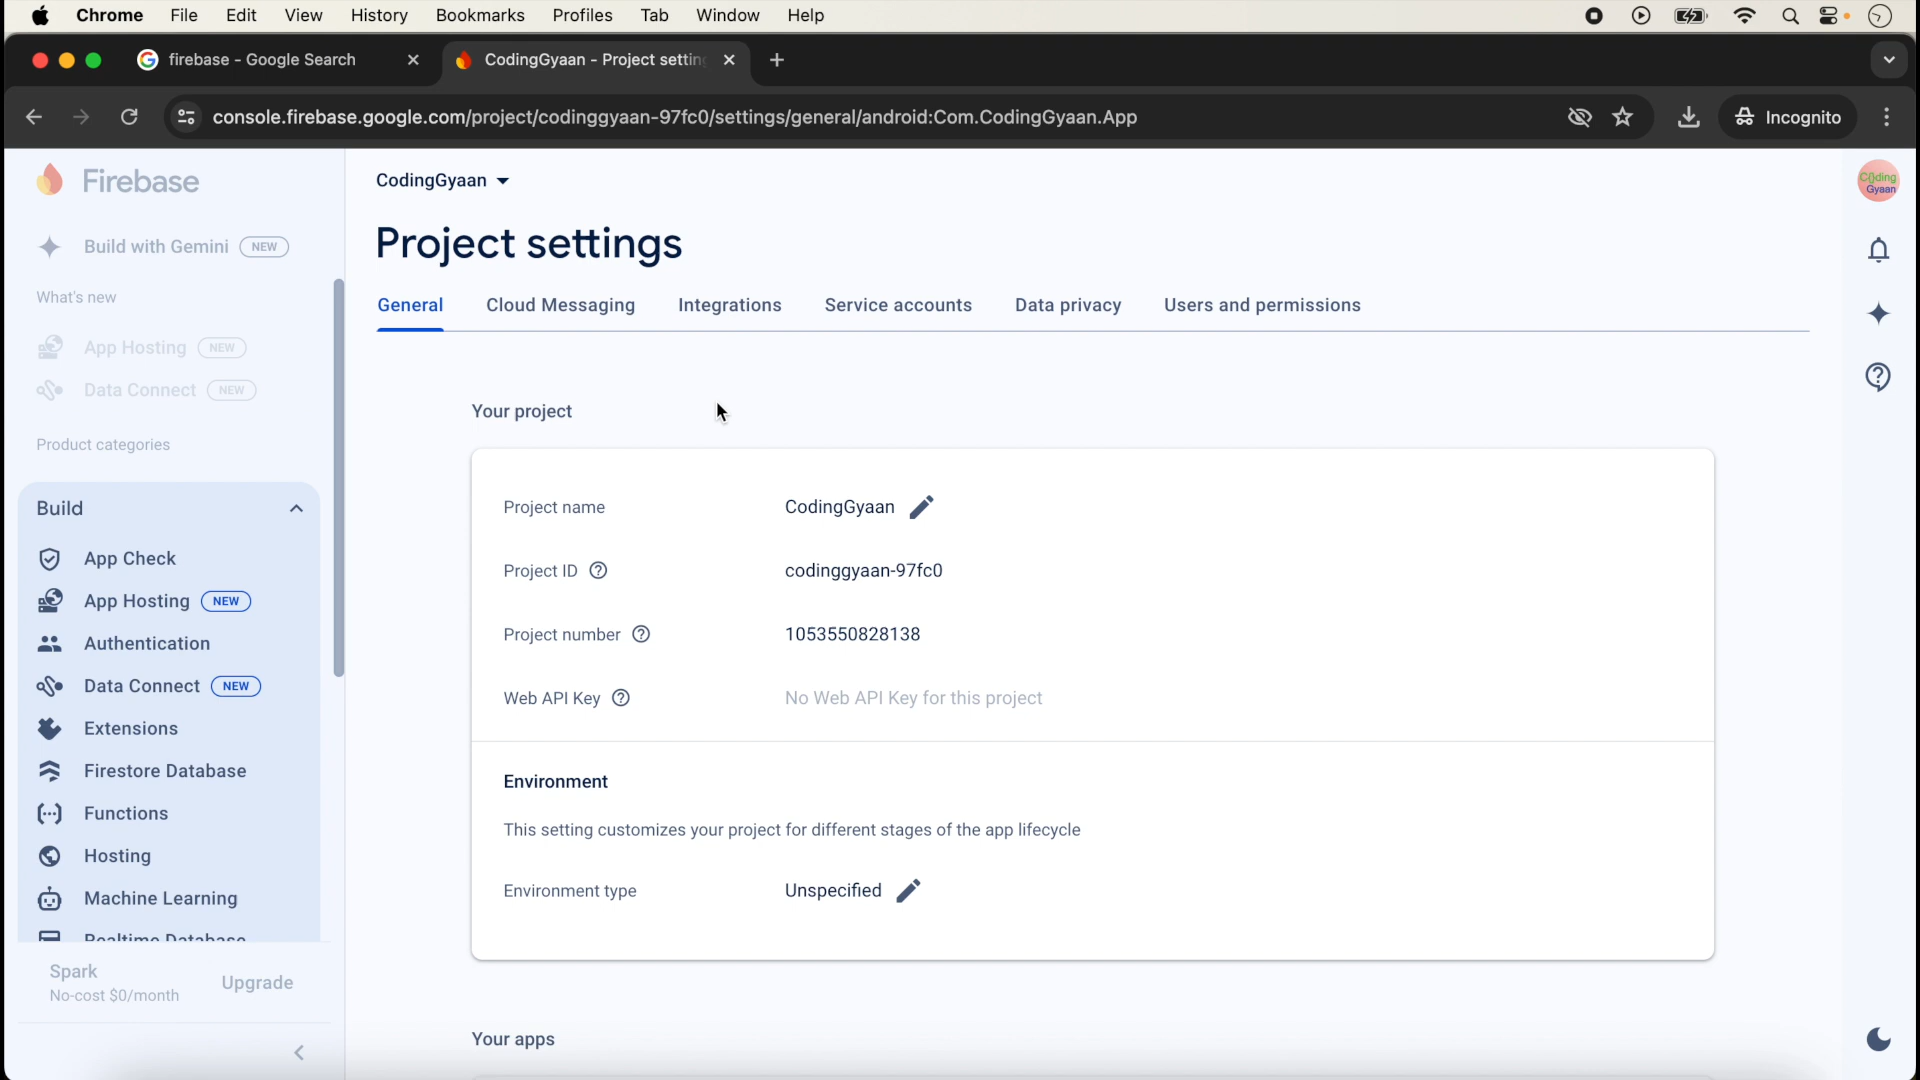 Chrome File Edit View History Bookmarks Profiles Tab Window Help
firebase - Google Search
CodingGyaan - Project settin
console.firebase.google.com/project/codinggyaan-97fc0/settings/general/android:Com.CodingGyaan.App
Incognito
Firebase
Build with Gemini NEW
What's new
App Hosting NEW
Data Connect NEW
Product categories
Build
App Check
App Hosting NEW
Authentication
Data Connect NEW
Extensions
Firestore Database
Functions
Hosting
Machine Learning
Realtime Database
Spark
No-cost $0/month
Upgrade
CodingGyaan
Project settings
General Cloud Messaging Integrations Service accounts Data privacy Users and permissions
Your project
Project name CodingGyaan
Project ID codinggyaan-97fc0
Project number 1053550828138
Web API Key No Web API Key for this project
Environment
This setting customizes your project for different stages of the app lifecycle
Environment type Unspecified
Your apps
C{}ding
Gyaan